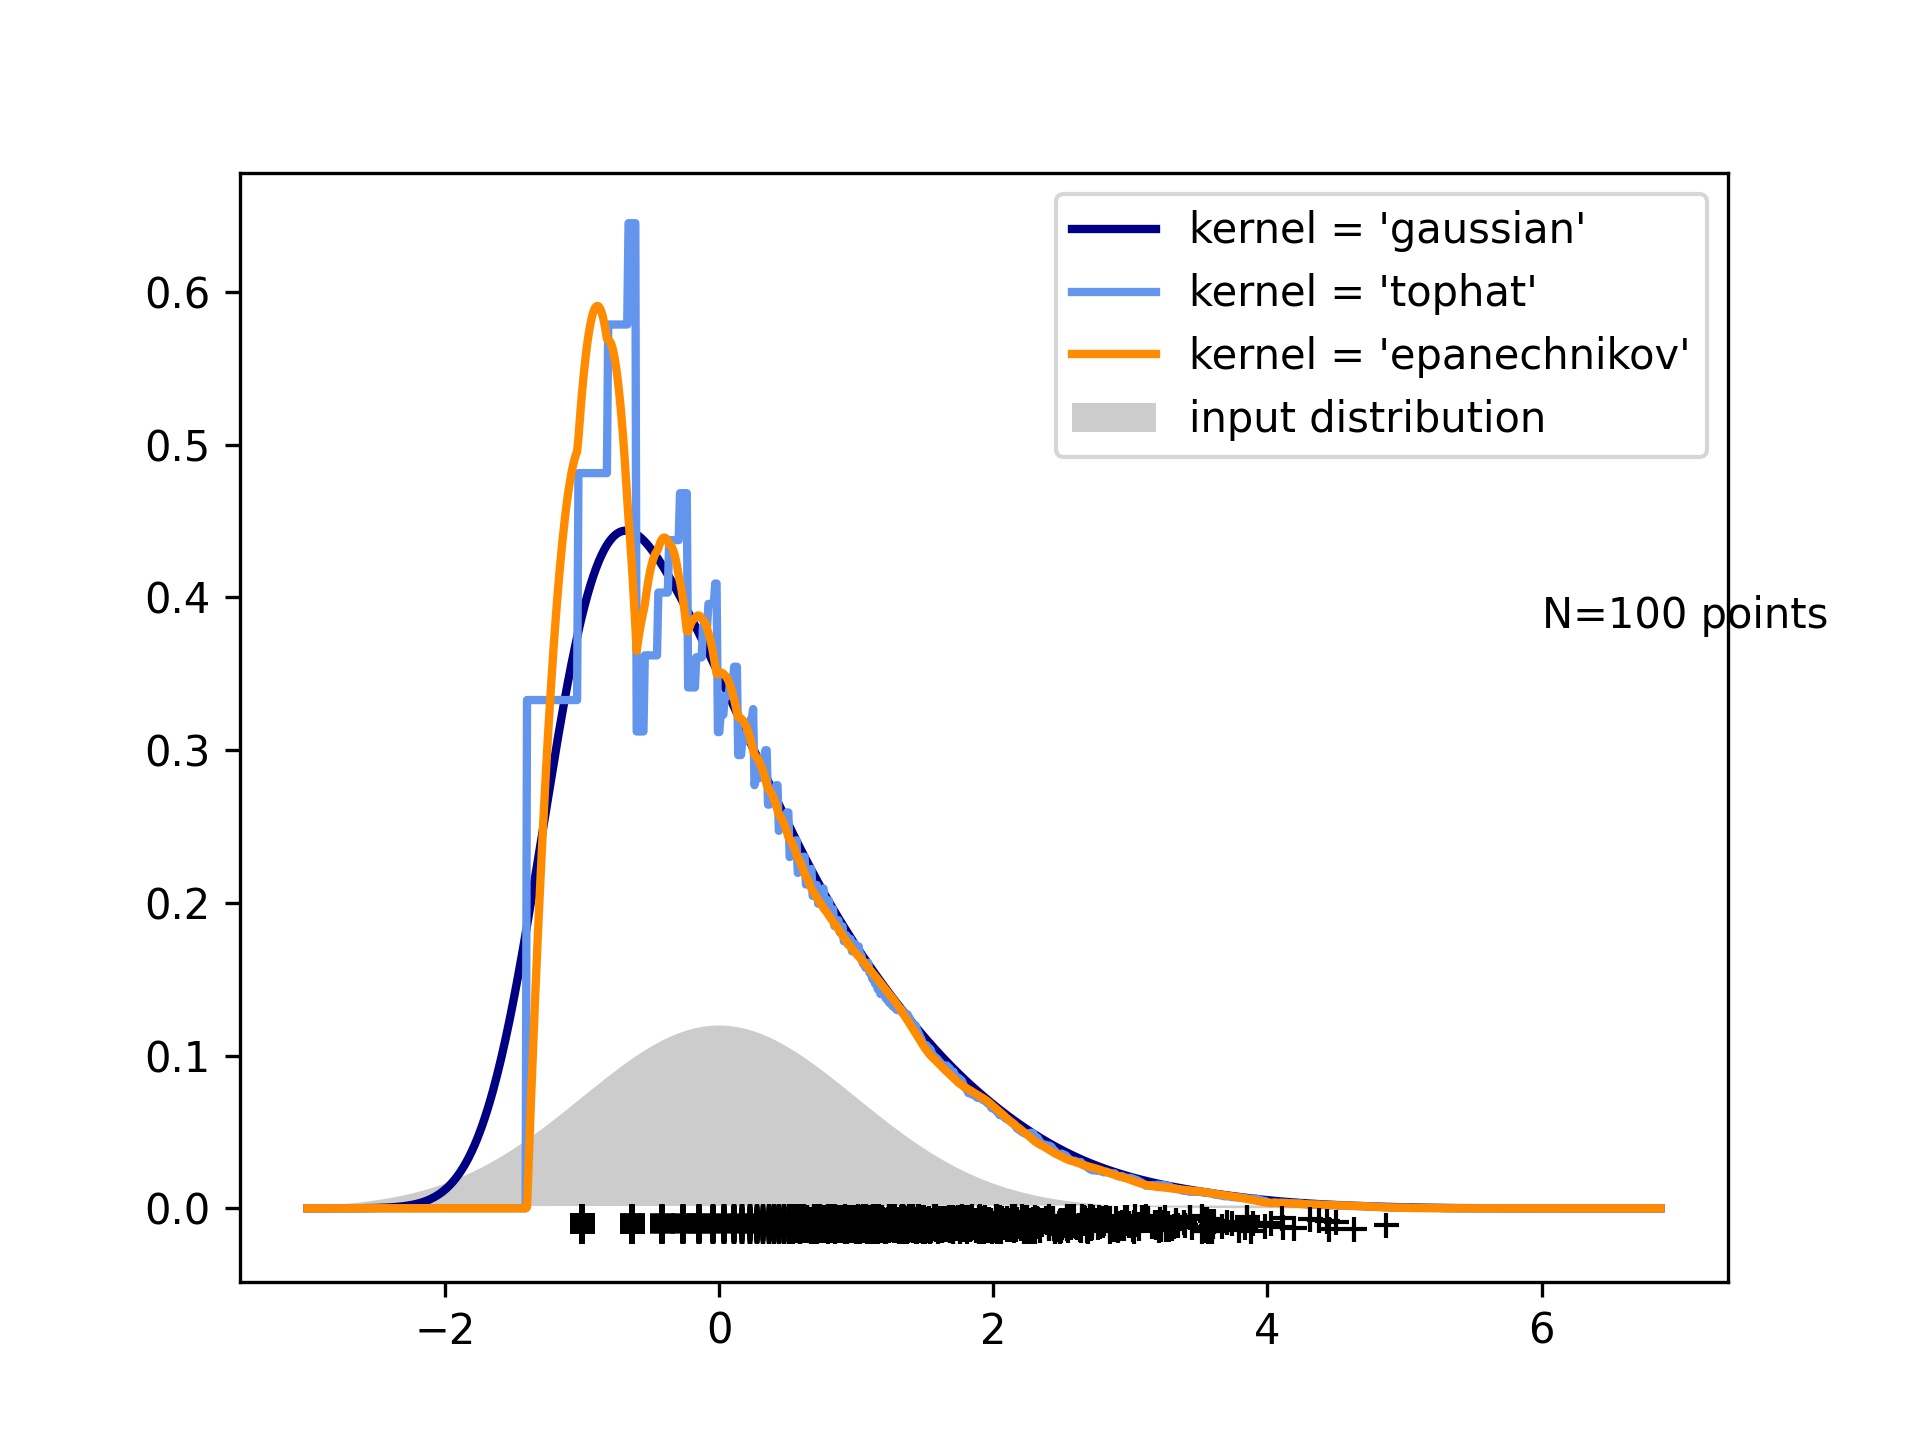 kernel = 'gaussian'
kernel = 'tophat'
kernel = 'epanechnikov'
input distribution
N=100 points
0.6
0.5
0.4
0.3
0.2
0.1
0.0
−2 0 2 4 6